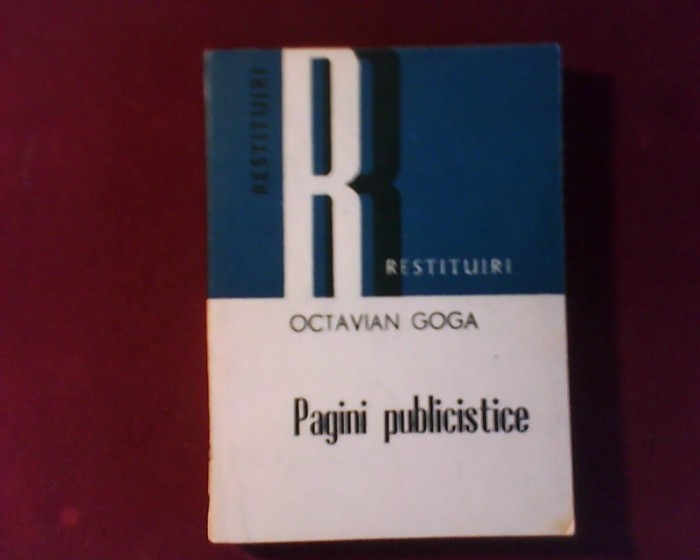 RESTITUIRI
R
RESTITUIRI
OCTAVIAN GOGA
Pagini publicistice